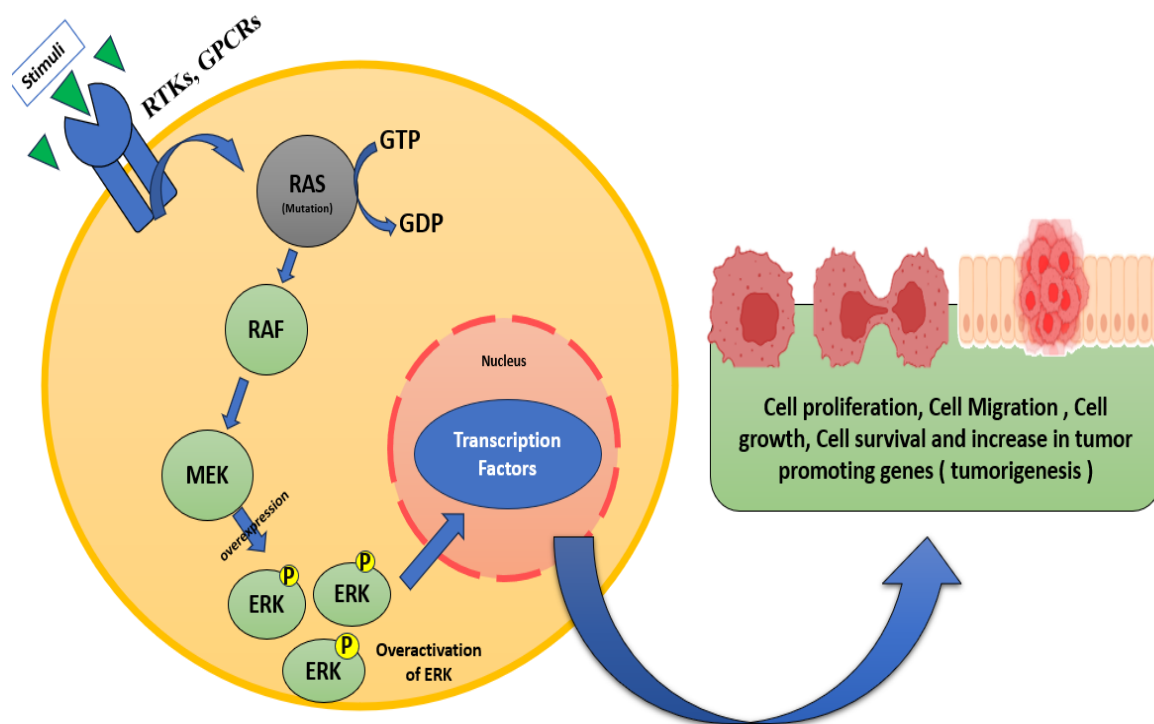 Stimuli
RTKs, GPCRs
RAS
(Mutation)
GTP
GDP
RAF
MEK
overexpression
P
ERK
P
ERK
P
ERK
Overactivation
of ERK
Nucleus
Transcription
Factors
Cell proliferation, Cell Migration , Cell
growth, Cell survival and increase in tumor
promoting genes ( tumorigenesis )